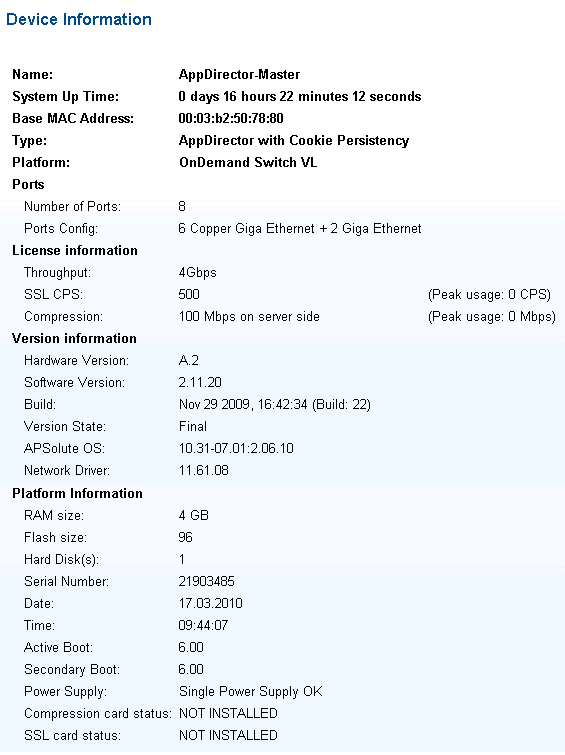 Device Information
Name: AppDirector-Master
System Up Time: 0 days 16 hours 22 minutes 12 seconds
Base MAC Address: 00:03:b2:50:78:80
Type: AppDirector with Cookie Persistency
Platform: OnDemand Switch VL
Ports
Number of Ports: 8
Ports Config: 6 Copper Giga Ethernet + 2 Giga Ethernet
License information
Throughput: 4Gbps
SSL CPS: 500 (Peak usage: 0 CPS)
Compression: 100 Mbps on server side (Peak usage: 0 Mbps)
Version information
Hardware Version: A.2
Software Version: 2.11.20
Build: Nov 29 2009, 16:42:34 (Build: 22)
Version State: Final
APSolute OS: 10.31-07.01:2.06.10
Network Driver: 11.61.08
Platform Information
RAM size: 4 GB
Flash size: 96
Hard Disk(s): 1
Serial Number: 21903485
Date: 17.03.2010
Time: 09:44:07
Active Boot: 6.00
Secondary Boot: 6.00
Power Supply: Single Power Supply OK
Compression card status: NOT INSTALLED
SSL card status: NOT INSTALLED